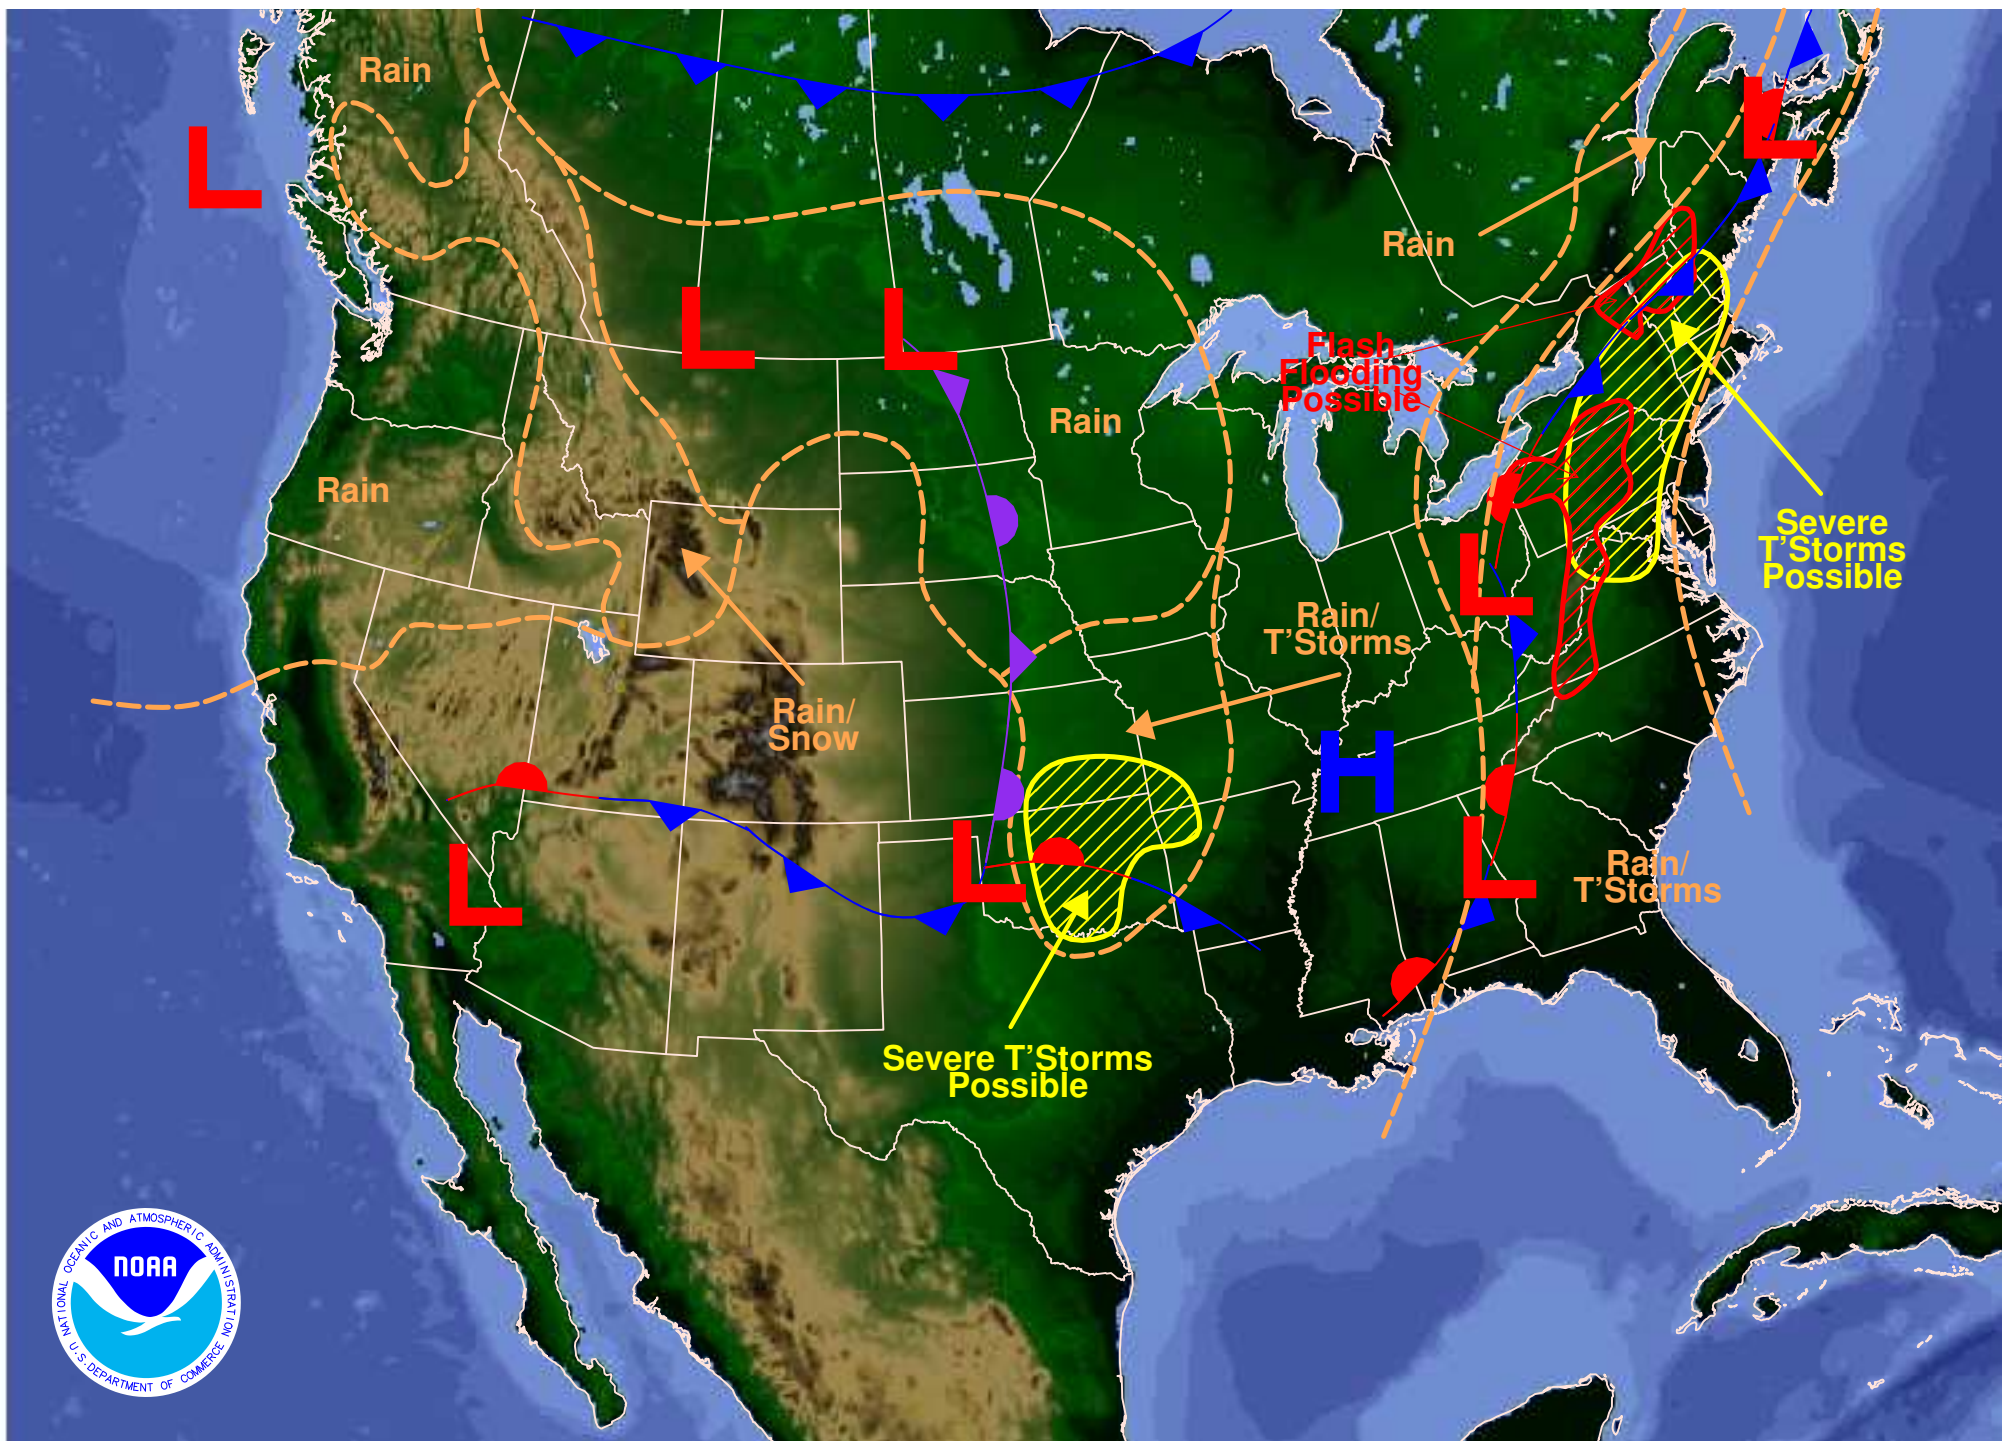 Rain
L
L
L
L
L
Rain
Flash
Flooding
Possible
Rain
Rain
Severe
T'Storms
Possible
L
Rain/
T'Storms
Rain/
Snow
H
L
L
L
Rain/
T'Storms
Severe T'Storms
Possible
NATIONAL OCEANIC AND ATMOSPHERIC ADMINISTRATION
NOAA
U.S. DEPARTMENT OF COMMERCE